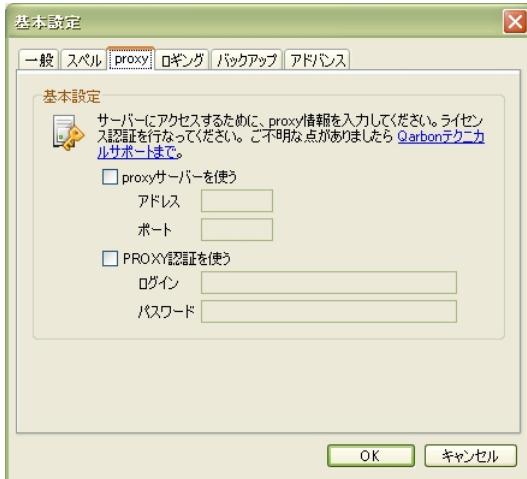 基本設定
一般 スペル proxy ロギング バックアップ アドバンス
基本設定
サーバーにアクセスするために、proxy情報を入力してください。ライセン
ス認証を行なってください。ご不明な点がありましたら Qarbonテクニカ
ルサポートまで。
proxyサーバーを使う
アドレス
ポート
PROXY認証を使う
ログイン
パスワード
OK キャンセル